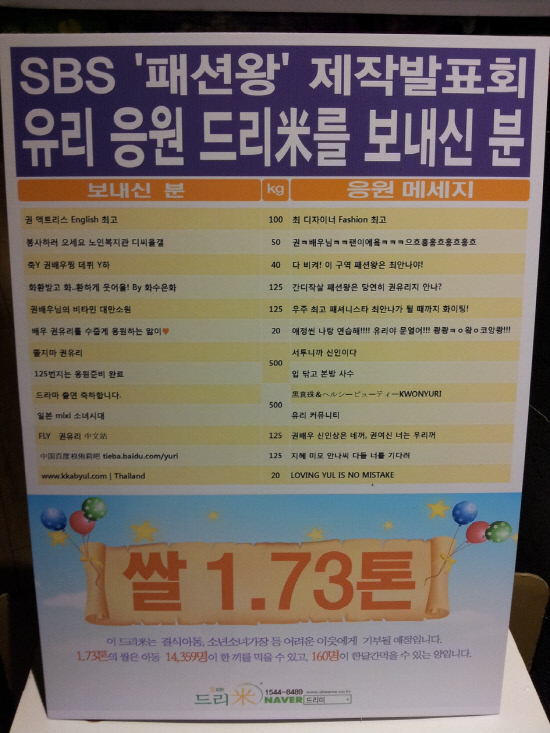 SBS '패션왕' 제작발표회
유리 응원 드리米를 보내신 분
보내신 분 kg 응원 메세지
권 액트리스 English 최고 100 최 디자이너 Fashion 최고
봉사하러 오세요 노인복지관 디씨율갤 50 권ㅋ배우님ㅋㅋ팬이예욬ㅋㅋㅋ으흐흥흥흐흥흐흥흐
죽Y 권배우찡 데뷔 Y하 40 다 비켜! 이 구역 패션왕은 최안나야!
화환받고 화..환하게 웃어율! By 화수은화 125 간디작살 패션왕은 당연히 권유리지 안나?
권배우님의 비타민 대만소원 125 우주 최고 패셔니스타 최안나가 될 때까지 화이팅!
배우 권유리를 수줍게 응원하는 앓이♥ 20 애정씬 나랑 연습해!!!! 유리야 문열어!!! 쾅쾅ㅋㅇ왕ㅇ코앙쾅!!!
쫄지마 권유리 500 서투니까 신인이다
125번지는 응원준비 완료 입 닦고 본방 사수
드라마 출연 축하합니다. 500 黒真珠&ヘルシービューティーKWONYURI
일본 mixi 소녀시대 유리 커뮤니티
FLY 권유리 中文站 125 권배우 신인상은 네꺼, 권여신 너는 우리꺼
中国百度权侑莉吧 tieba.baidu.com/yuri 125 지혜 미모 안나씨 다들 너를 기다려
www.kkabyul.com | Thailand 20 LOVING YUL IS NO MISTAKE
쌀 1.73톤
이 드리米는 결식아동, 소년소녀가장 등 어려운 이웃에게 기부될 예정입니다.
1.73톤의 쌀은 아동 14,359명이 한 끼를 먹을 수 있고, 160명이 한달간먹을 수 있는 양입니다.
드리米 1544-8489
NAVER 드리미